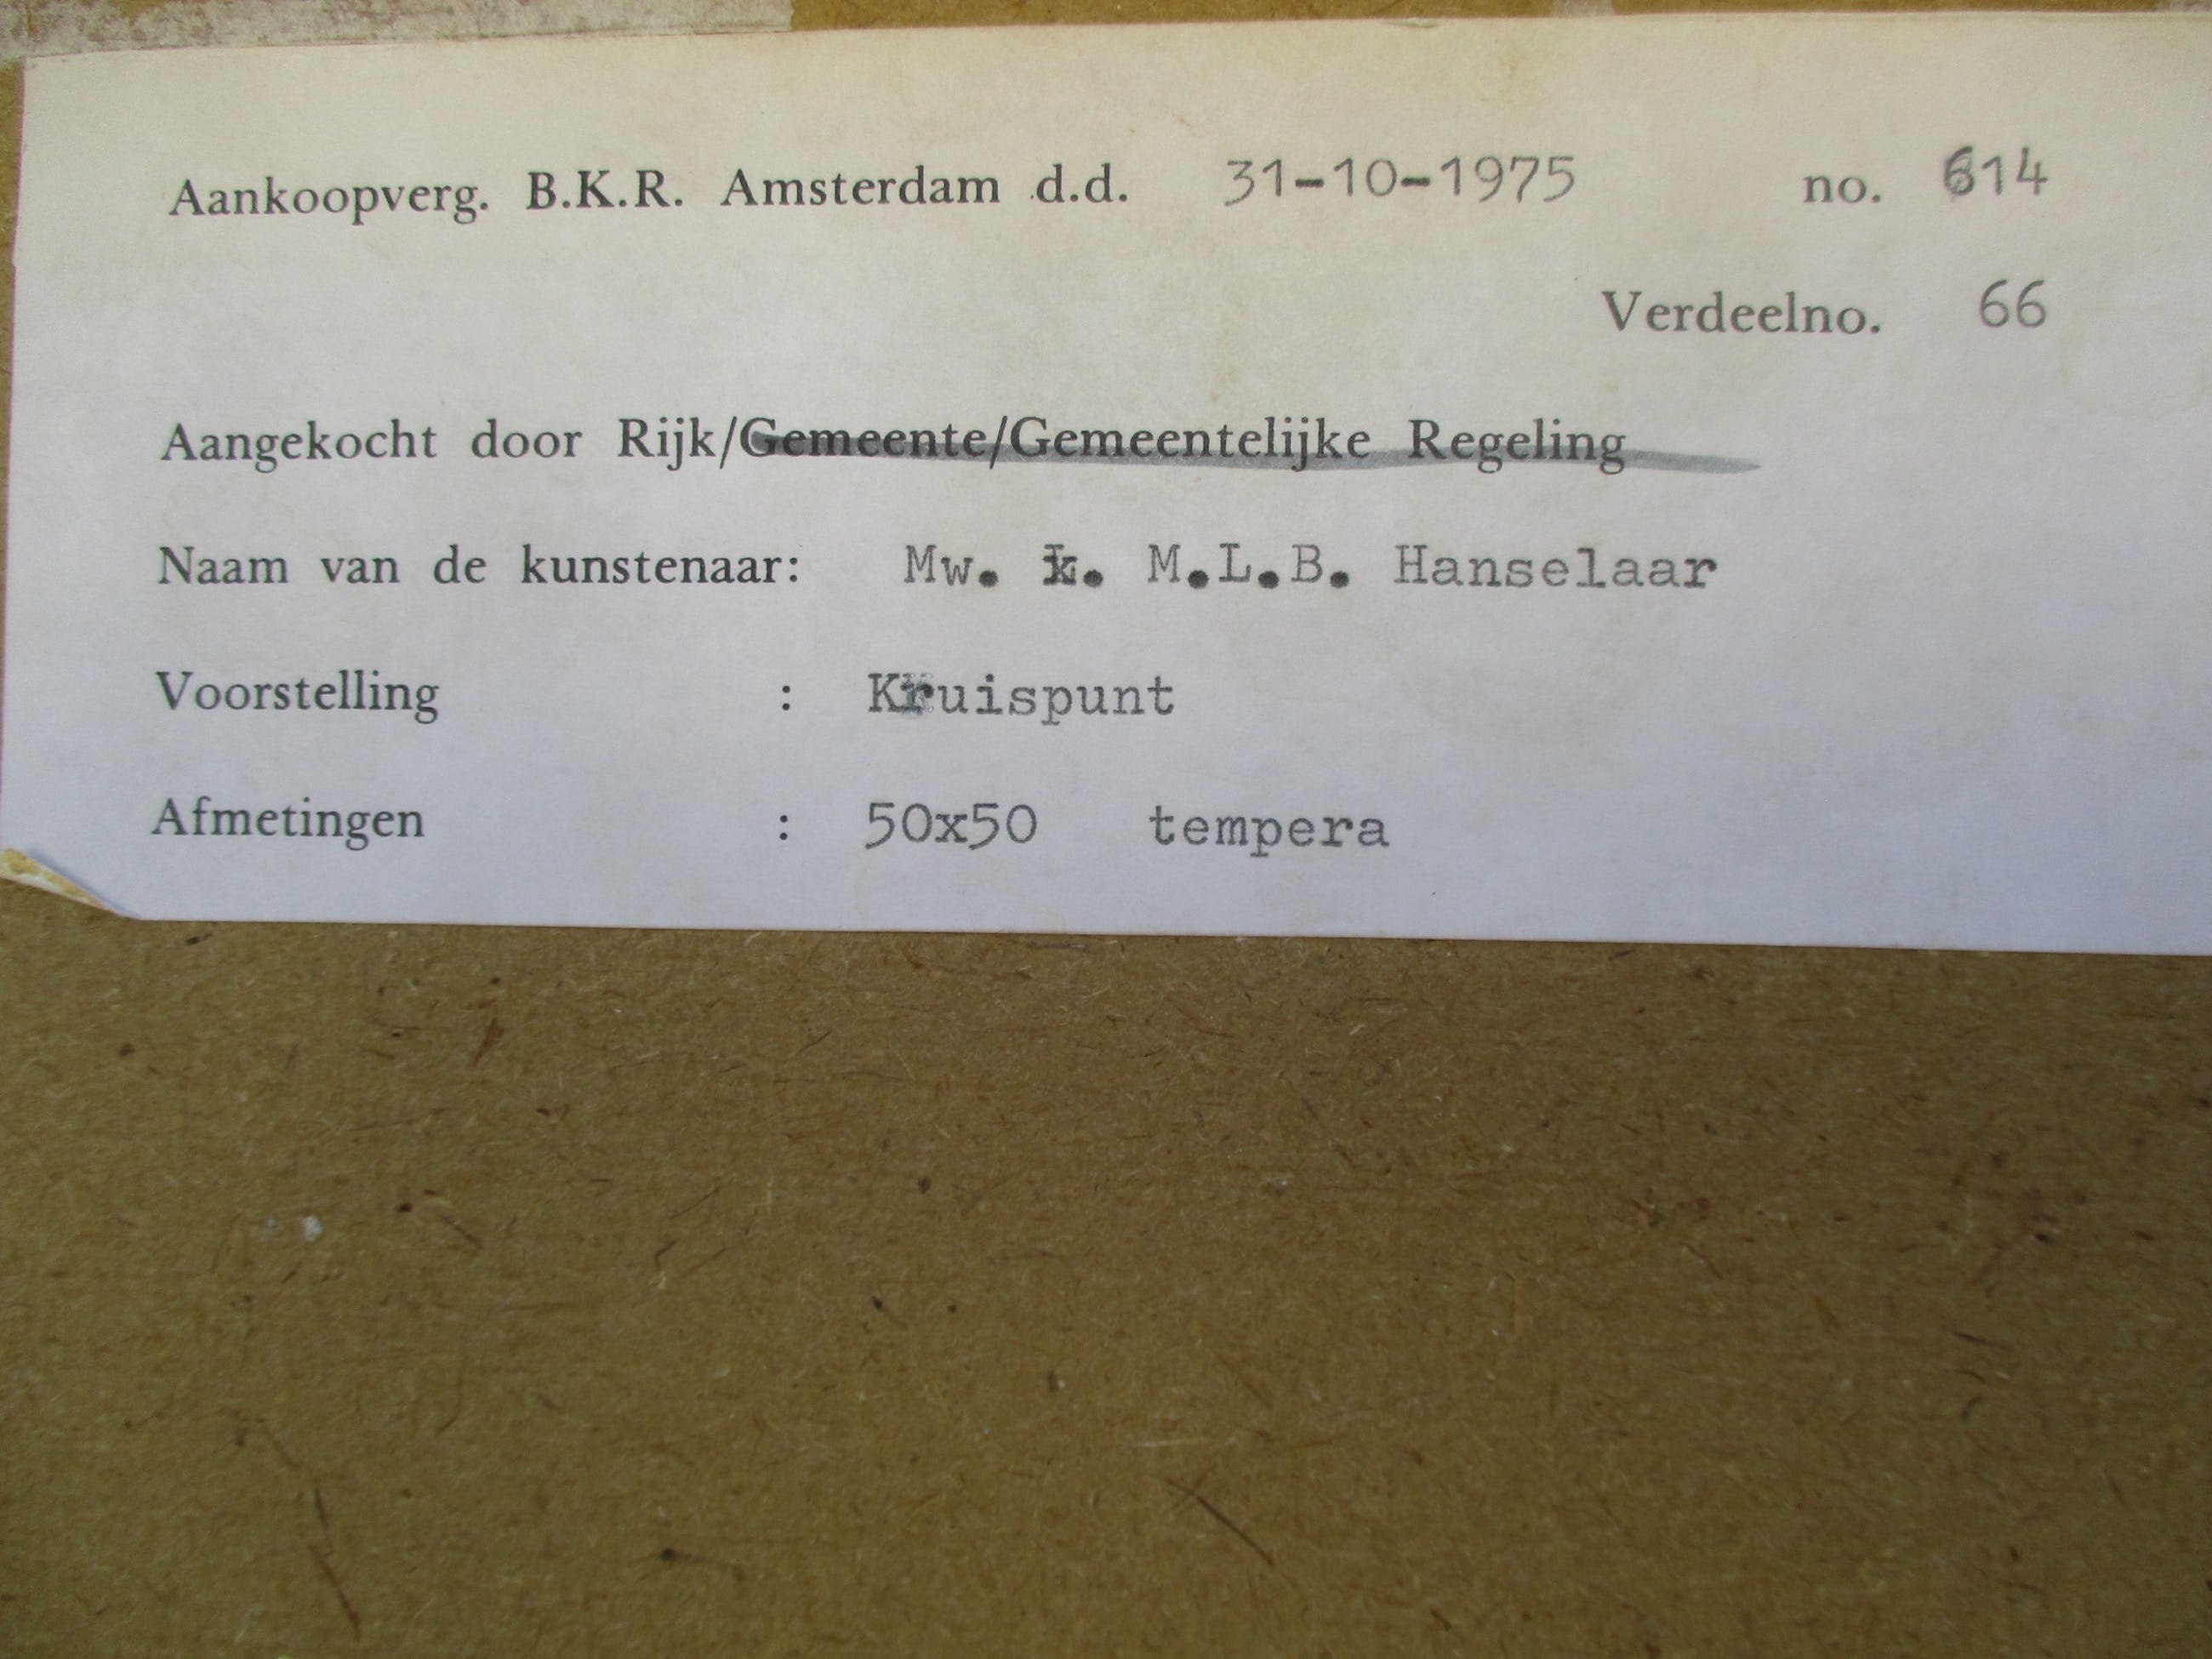 Aankoopverg. B.K.R. Amsterdam d.d. 31-10-1975 no. 614
Verdeelno. 66
Aangekocht door Rijk/Gemeente/Gemeentelijke Regeling
Naam van de kunstenaar: Mw. M.L.B. Hanselaar
Voorstelling : Kruispunt
Afmetingen : 50x50 tempera